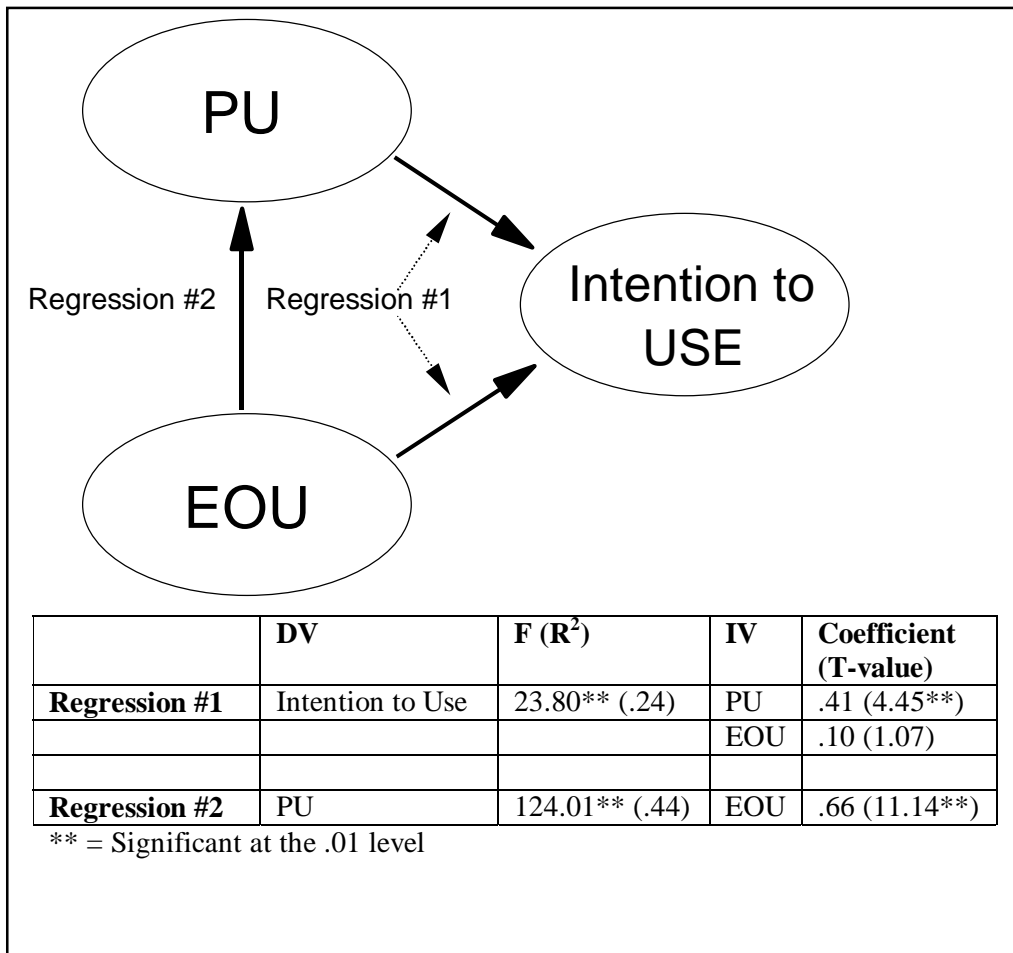 PU
Regression #2
Regression #1
Intention to
USE
EOU
DV F (R²) IV Coefficient
(T-value)
Regression #1 Intention to Use 23.80** (.24) PU .41 (4.45**)
EOU .10 (1.07)
Regression #2 PU 124.01** (.44) EOU .66 (11.14**)
** = Significant at the .01 level